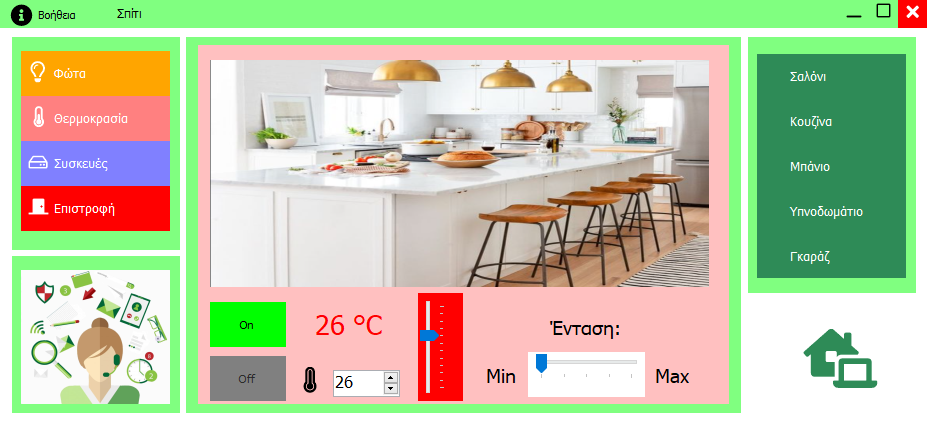 Βοήθεια
Σπίτι
Φώτα
Θερμοκρασία
Συσκευές
Επιστροφή
On
Off
26 °C
26
Ένταση:
Min
Max
Σαλόνι
Κουζίνα
Μπάνιο
Υπνοδωμάτιο
Γκαράζ